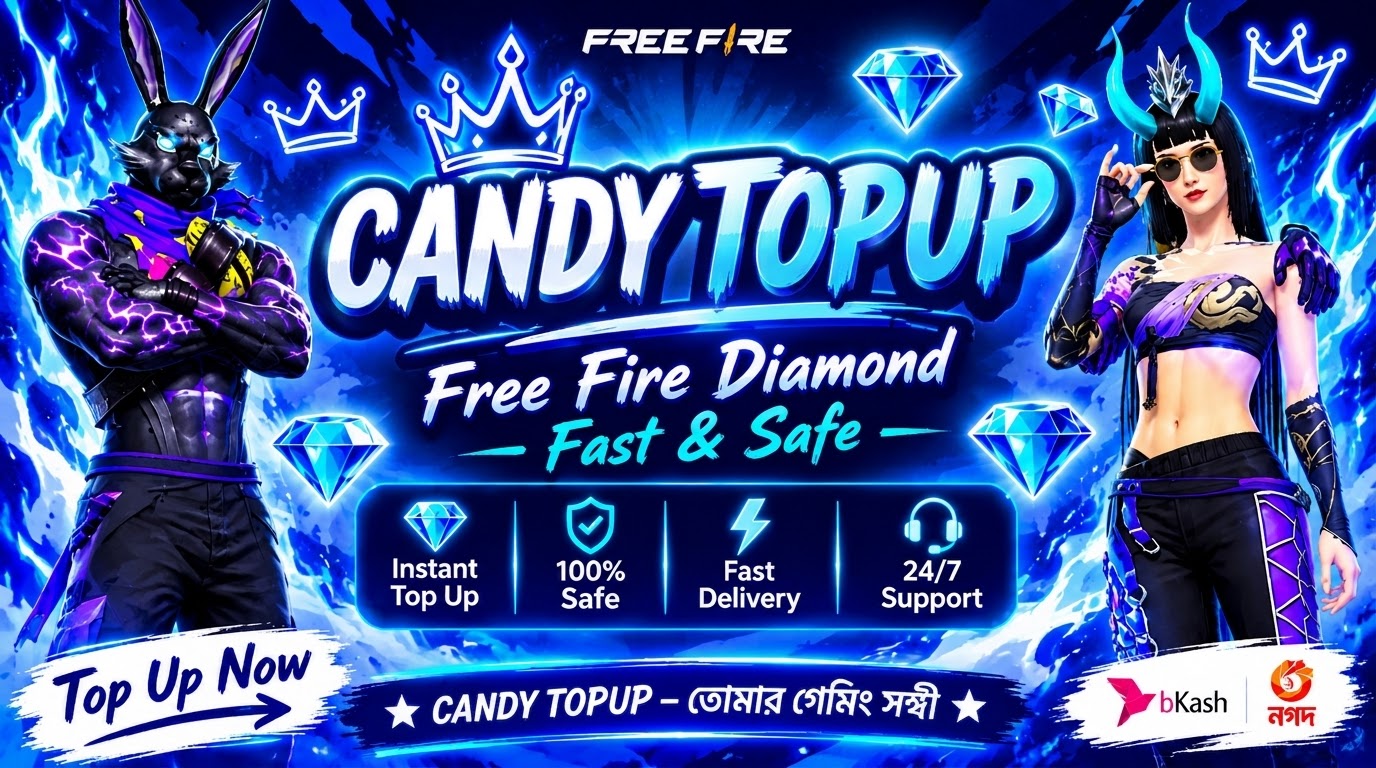 FREE FIRE
CANDY TOPUP
Free Fire Diamond
Fast & Safe
Instant
Top Up
100%
Safe
Fast
Delivery
24/7
Support
Top Up Now
★ CANDY TOPUP – তোমার গেমিং সঙ্গী ★
bKash
নগদ